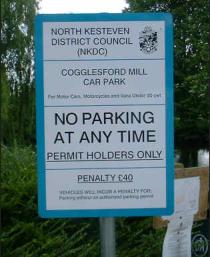 NORTH KESTEVEN
DISTRICT COUNCIL
(NKDC)
COGGLESFORD MILL
CAR PARK
For Motor Cars, Motorcycles and Vans Under 30 cwt
NO PARKING
AT ANY TIME
PERMIT HOLDERS ONLY
PENALTY £40
VEHICLES WILL INCUR A PENALTY FOR:
Parking without an authorised parking permit